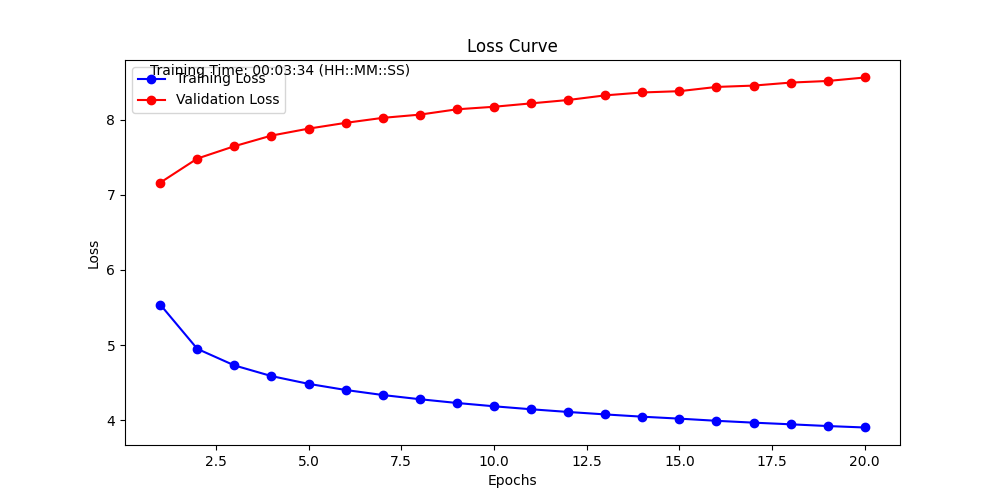 Loss Curve
Training Time: 00:03:34 (HH::MM::SS)
Training Loss
Validation Loss
Loss
8
7
6
5
4
2.5 5.0 7.5 10.0 12.5 15.0 17.5 20.0
Epochs